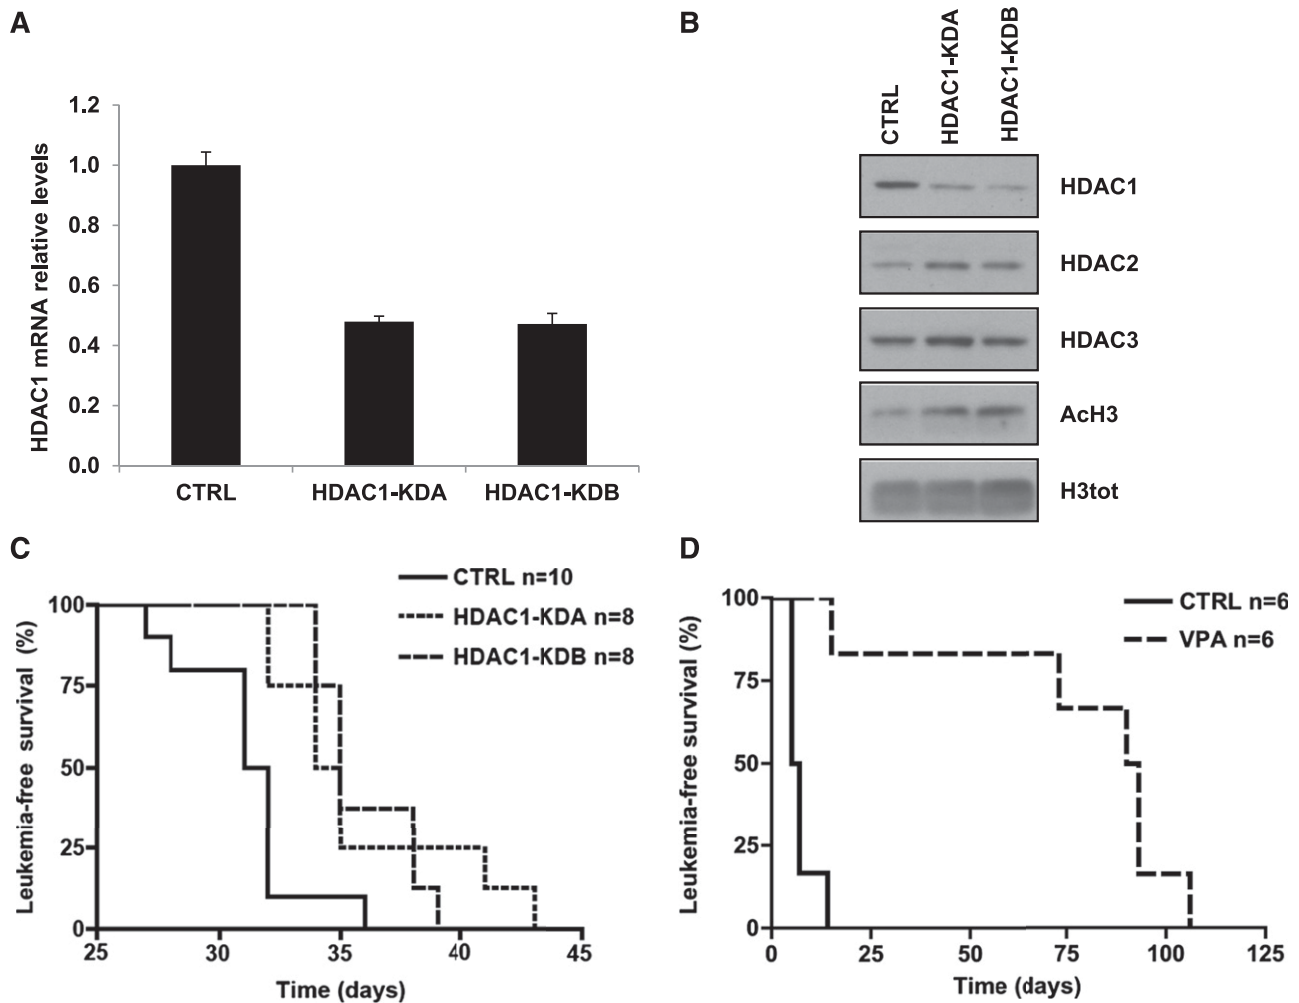 A
HDAC1 mRNA relative levels
1.2
1.0
0.8
0.6
0.4
0.2
0.0
CTRL HDAC1-KDA HDAC1-KDB
B
CTRL
HDAC1-KDA
HDAC1-KDB
HDAC1
HDAC2
HDAC3
AcH3
H3tot
C
CTRL n=10
HDAC1-KDA n=8
HDAC1-KDB n=8
Leukemia-free survival (%)
100
75
50
25
0
25 30 35 40 45
Time (days)
D
CTRL n=6
VPA n=6
Leukemia-free survival (%)
100
75
50
25
0
0 25 50 75 100 125
Time (days)